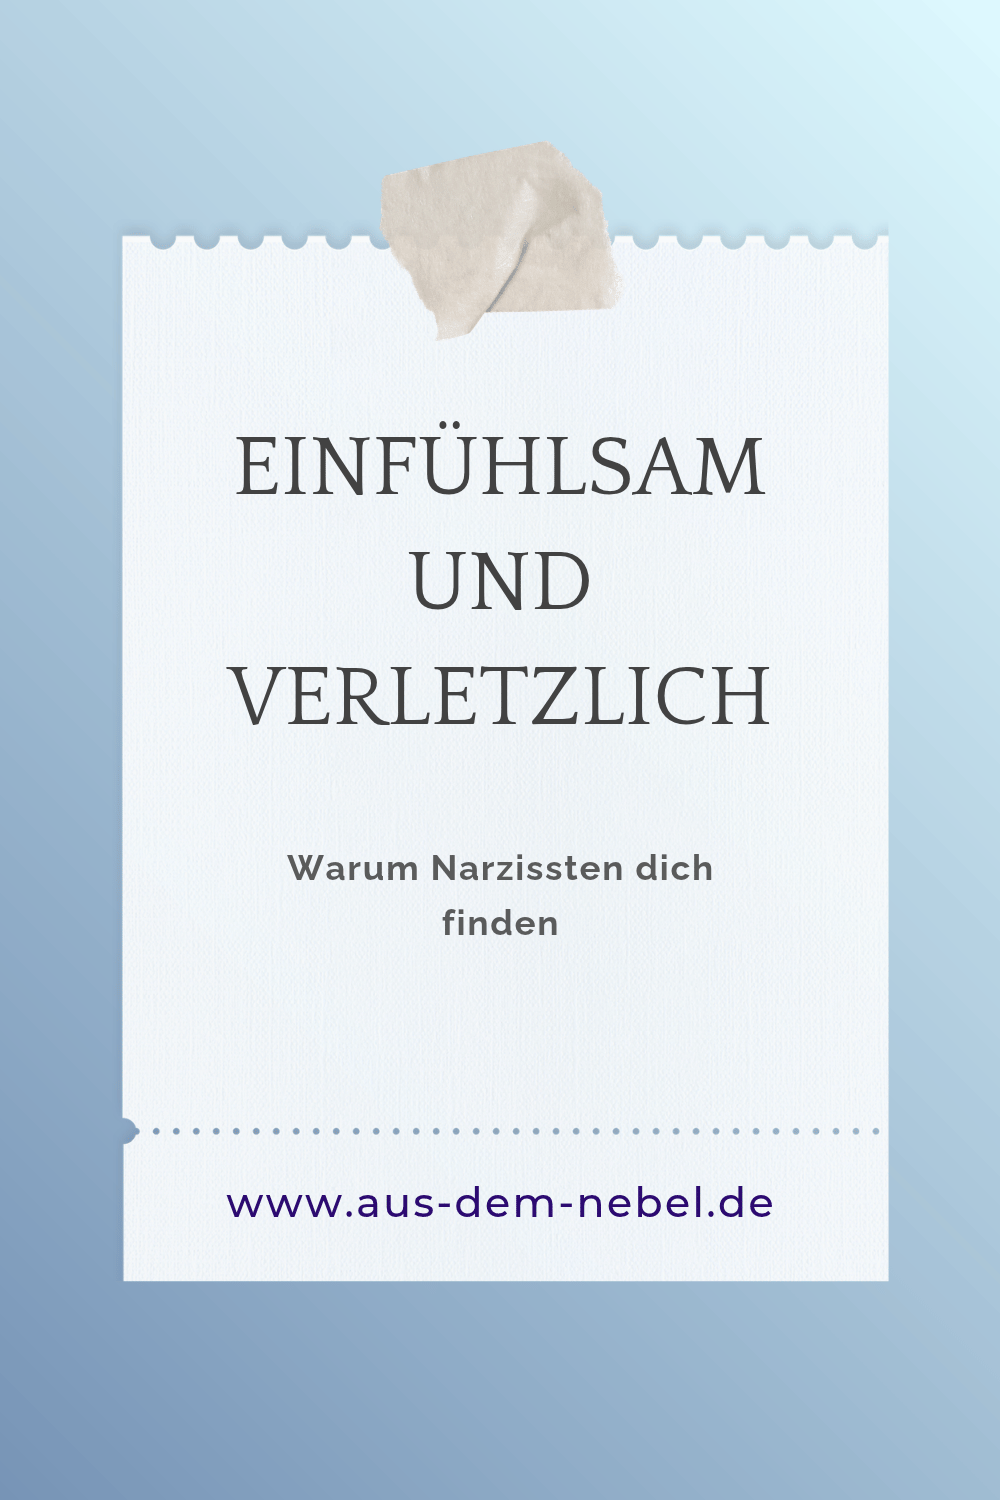 EINFÜHLSAM
UND
VERLETZLICH
Warum Narzissten dich
finden
www.aus-dem-nebel.de